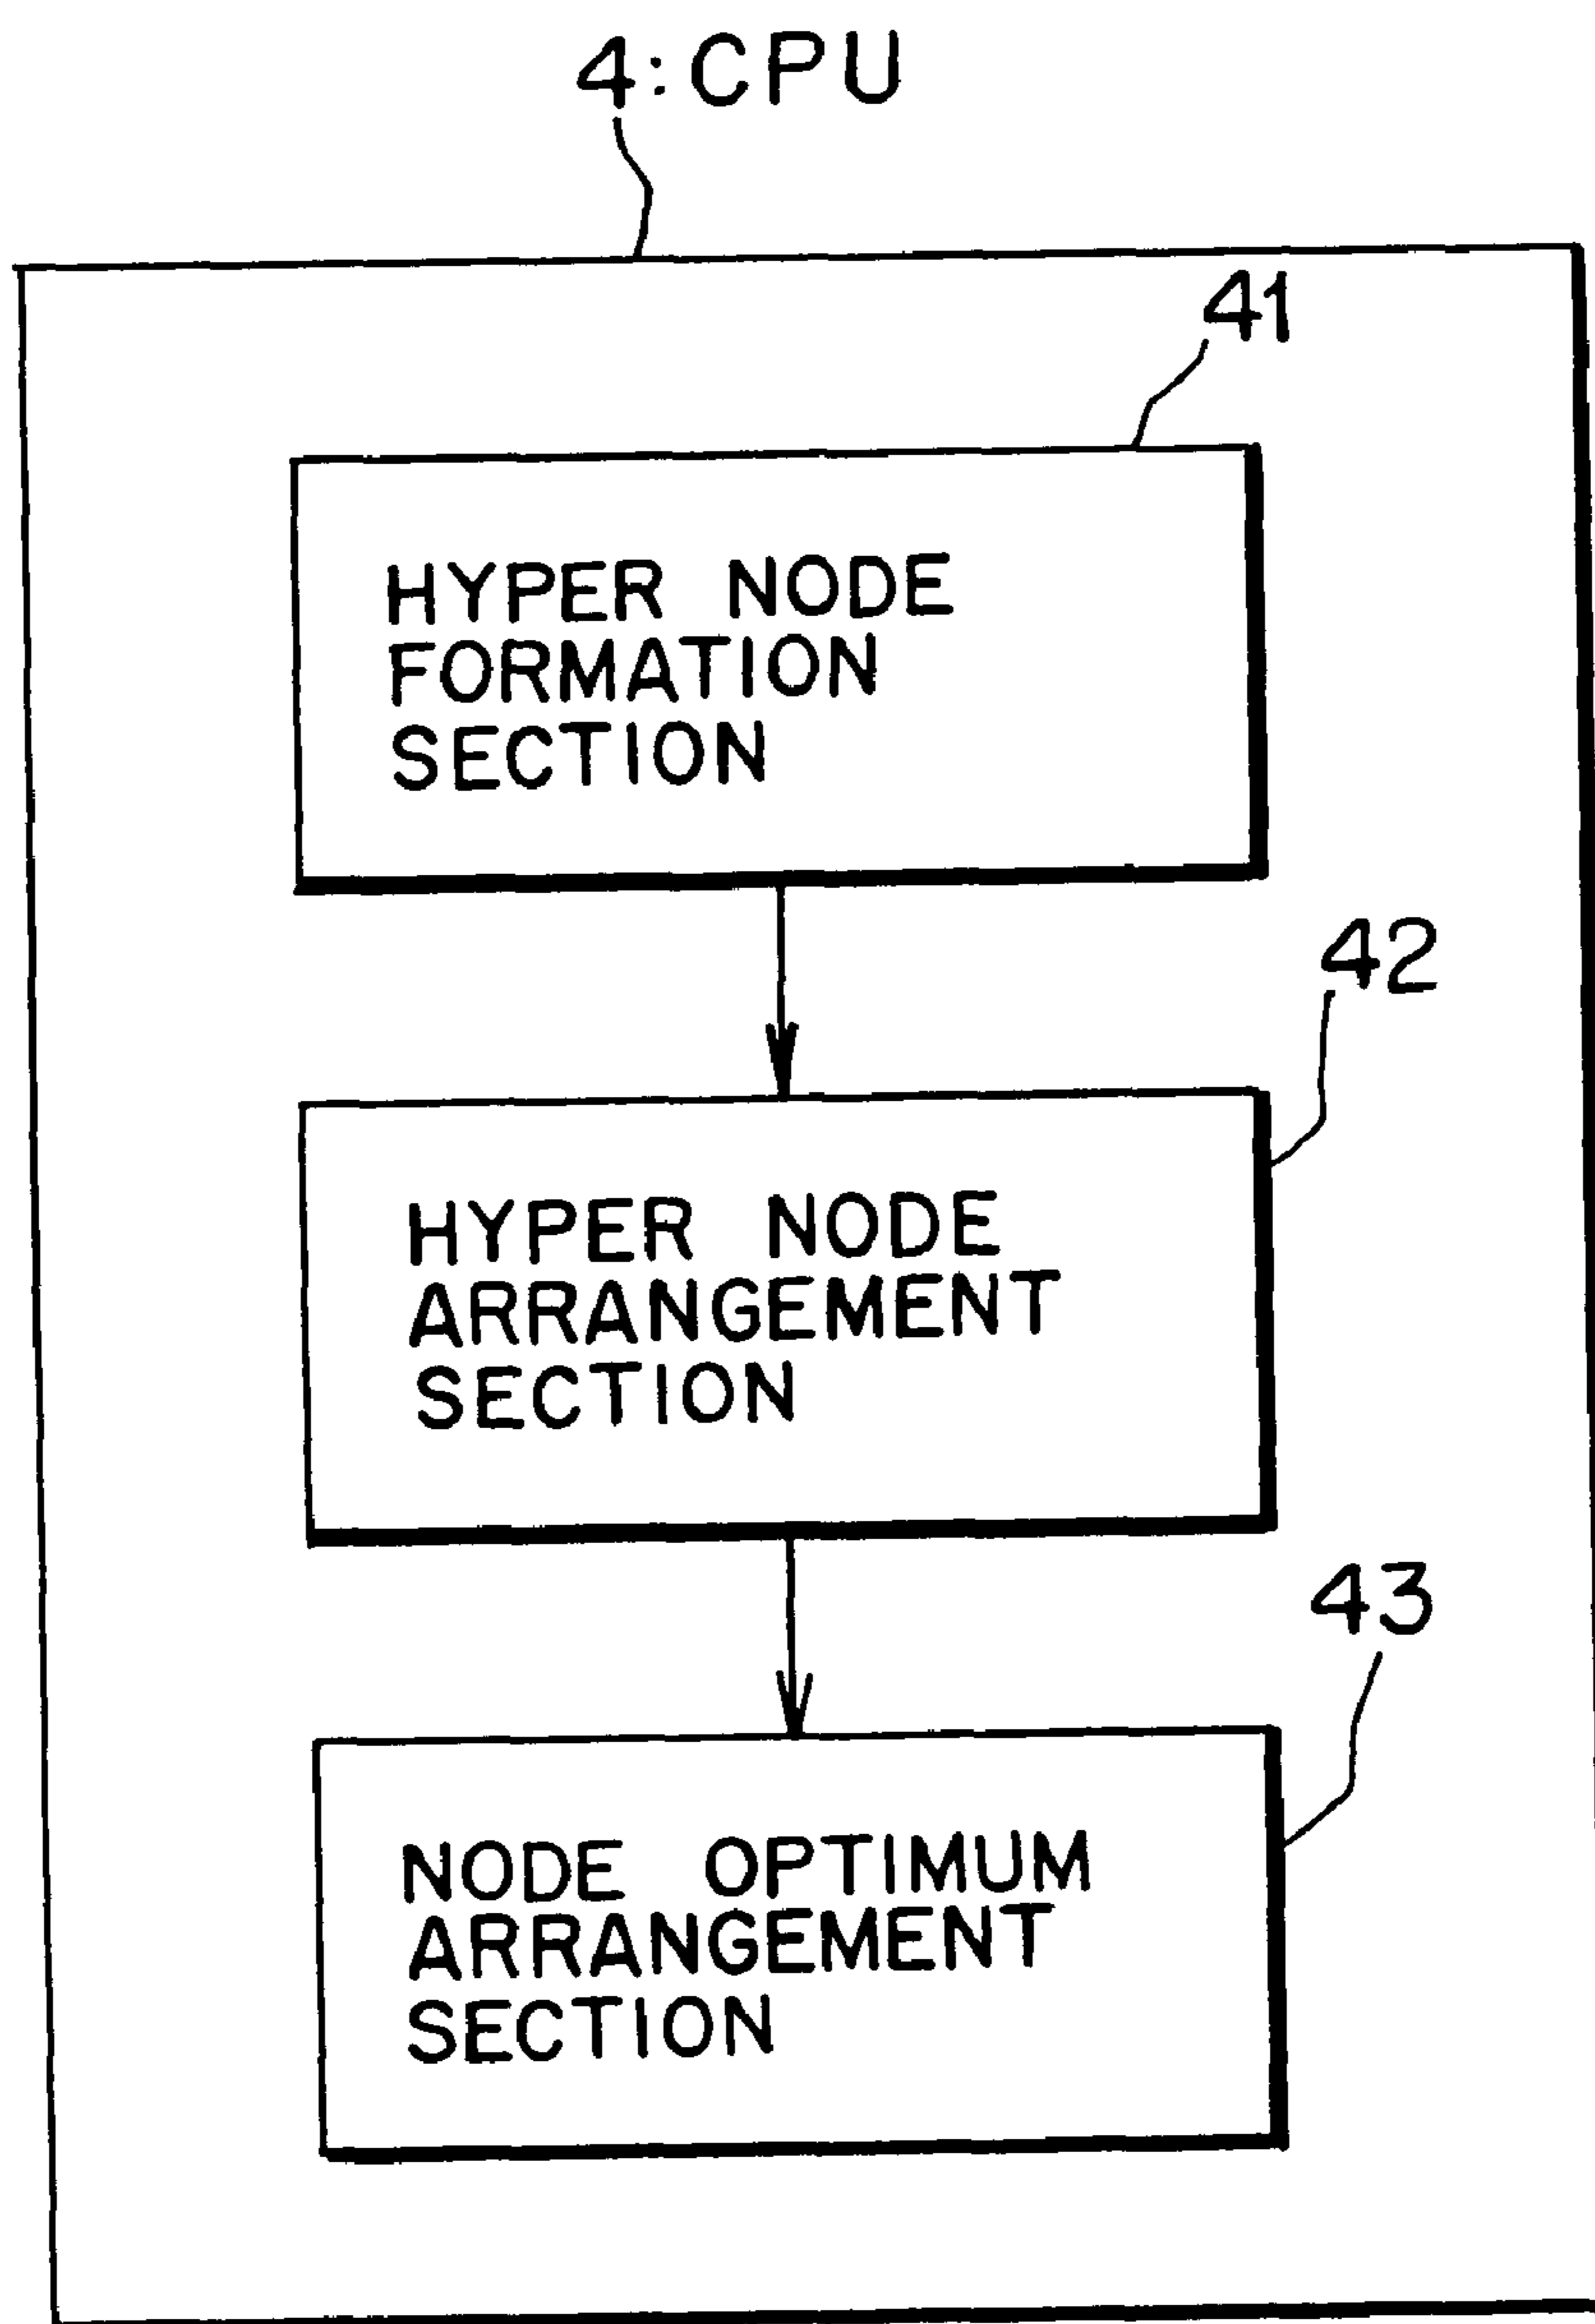 4:CPU
41
HYPER NODE
FORMATION
SECTION
42
HYPER NODE
ARRANGEMENT
SECTION
43
NODE OPTIMUM
ARRANGEMENT
SECTION